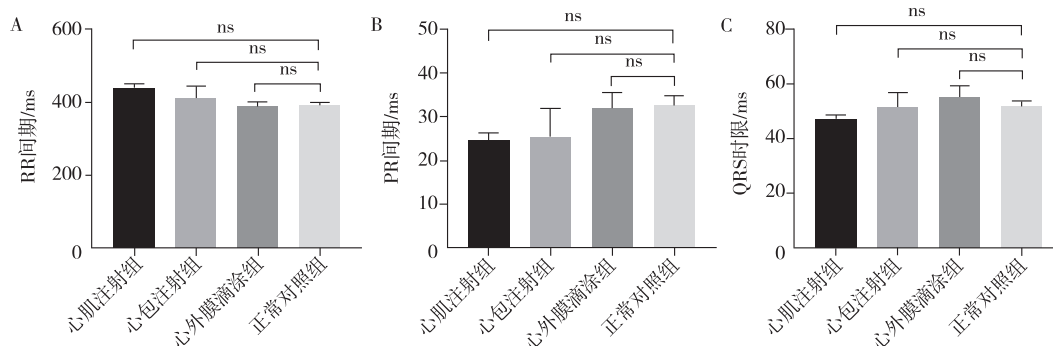 A
600
400
200
0
RR间期/ms
ns
ns
ns
心肌注射组
心包注射组
心外膜滴涂组
正常对照组
B
50
40
30
20
10
0
PR间期/ms
ns
ns
ns
心肌注射组
心包注射组
心外膜滴涂组
正常对照组
C
80
60
40
20
0
QRS时限/ms
ns
ns
ns
心肌注射组
心包注射组
心外膜滴涂组
正常对照组